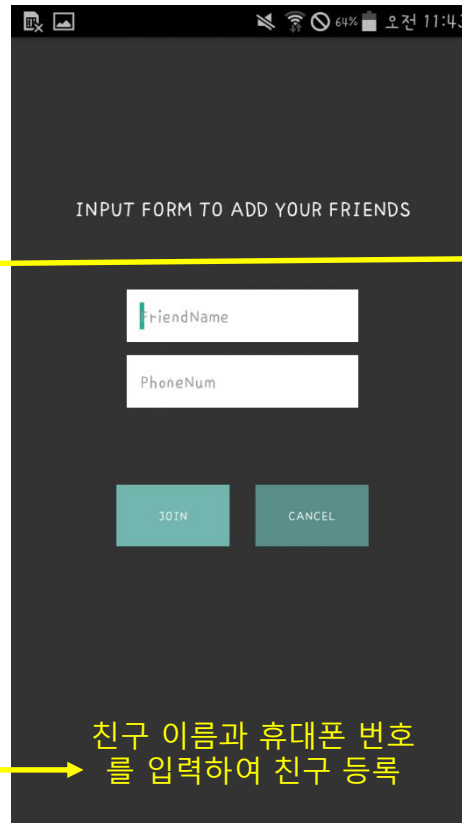 64% 오전 11:43
INPUT FORM TO ADD YOUR FRIENDS
FriendName
PhoneNum
JOIN CANCEL
친구 이름과 휴대폰 번호
를 입력하여 친구 등록